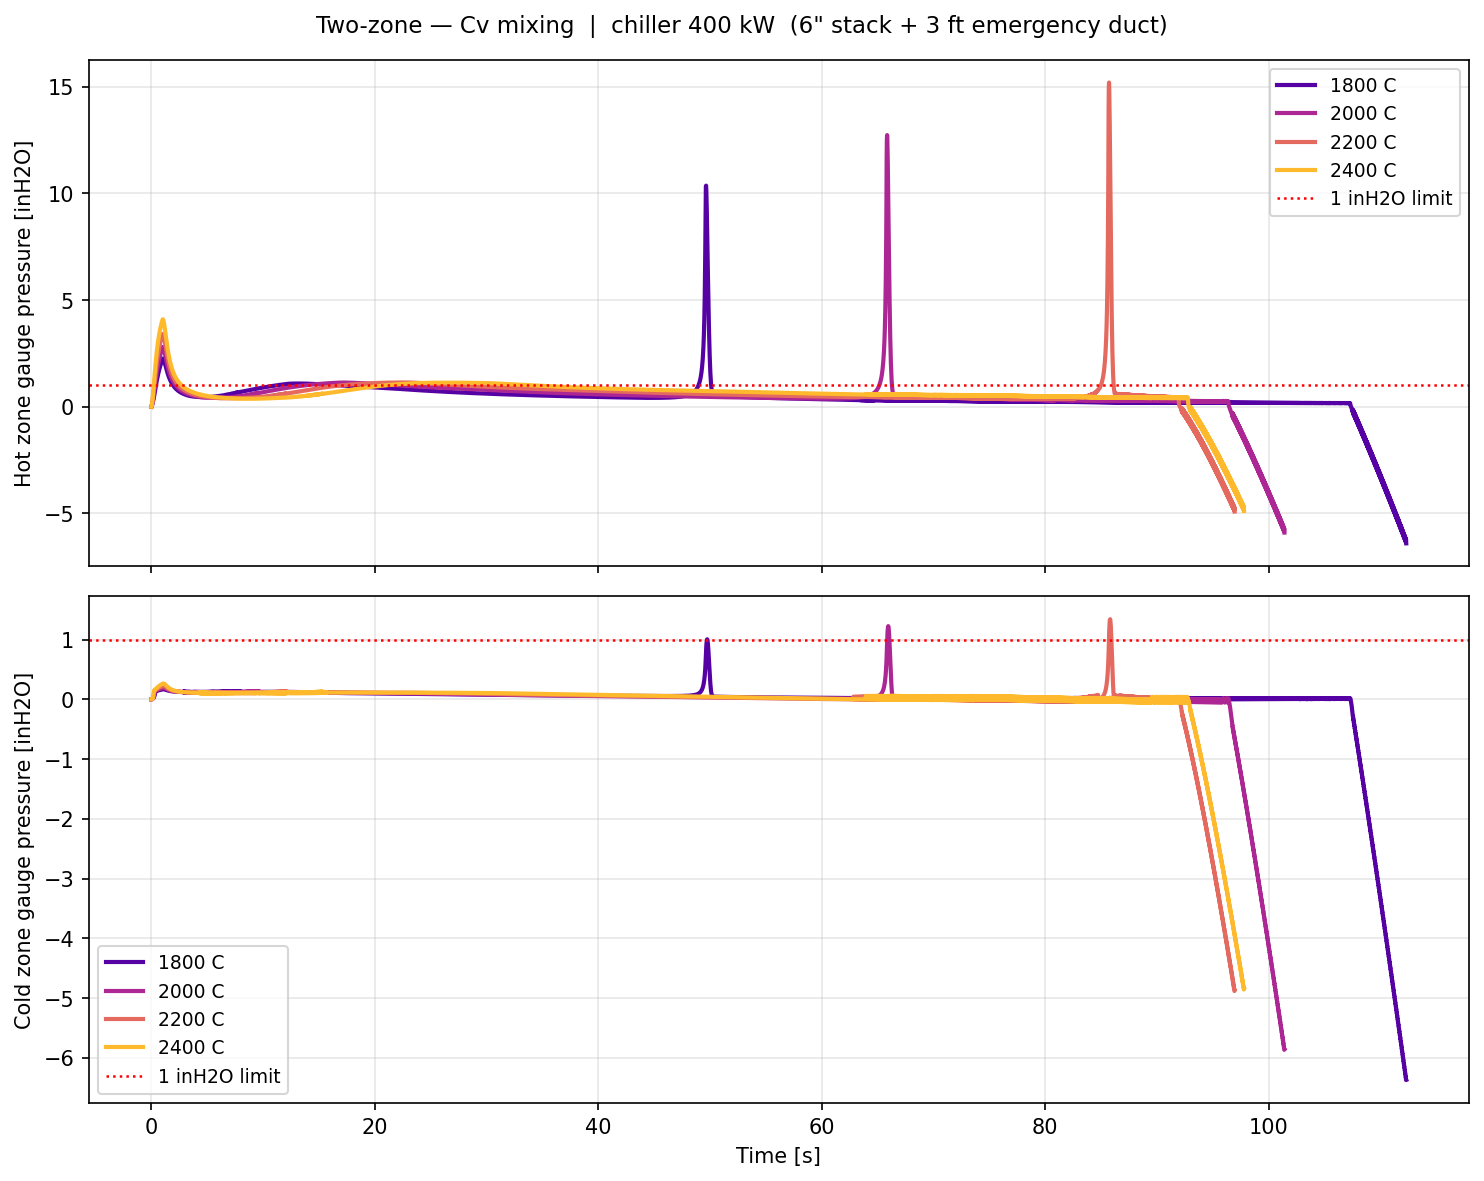 Two-zone — Cv mixing  |  chiller 400 kW  (6" stack + 3 ft emergency duct)
Hot zone gauge pressure [inH2O]
15
10
5
0
−5
1800 C
2000 C
2200 C
2400 C
1 inH2O limit
Cold zone gauge pressure [inH2O]
1
0
−1
−2
−3
−4
−5
−6
1800 C
2000 C
2200 C
2400 C
1 inH2O limit
0 20 40 60 80 100
Time [s]